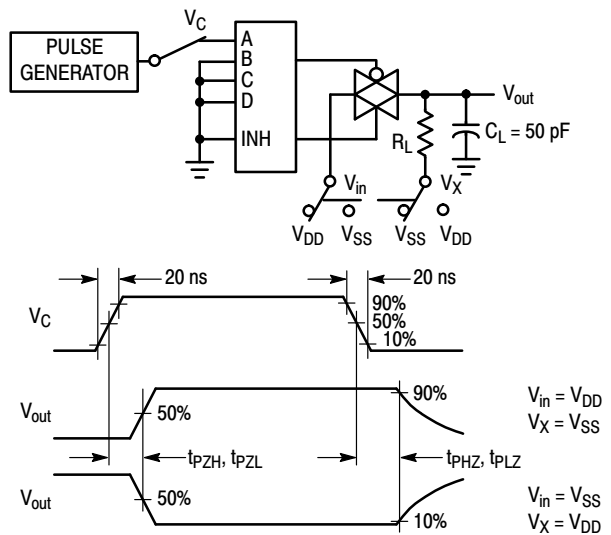 V_C
PULSE
GENERATOR
A
B
C
D
INH
V_out
R_L
C_L = 50 pF
V_in
V_X
V_DD
V_SS
V_SS
V_DD
20 ns
20 ns
V_C
90%
50%
10%
V_out
50%
90%
V_in = V_DD
V_X = V_SS
t_PZH, t_PZL
t_PHZ, t_PLZ
V_out
50%
10%
V_in = V_SS
V_X = V_DD